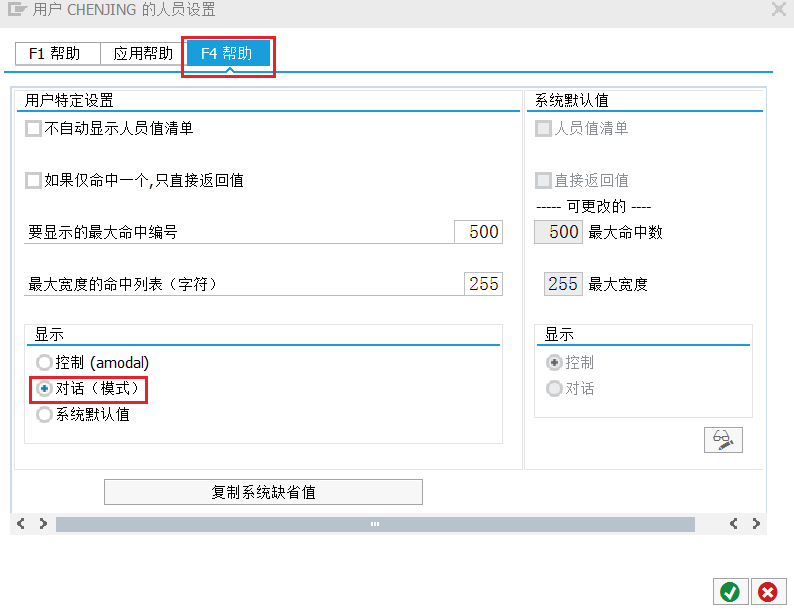 用户 CHENJING 的人员设置
F1 帮助 应用帮助 F4 帮助
用户特定设置
不自动显示人员值清单
如果仅命中一个,只直接返回值
要显示的最大命中编号 500
最大宽度的命中列表（字符） 255
显示
控制 (amodal)
对话（模式）
系统默认值
复制系统缺省值
系统默认值
人员值清单
直接返回值
----- 可更改的 ----
500 最大命中数
255 最大宽度
显示
控制
对话